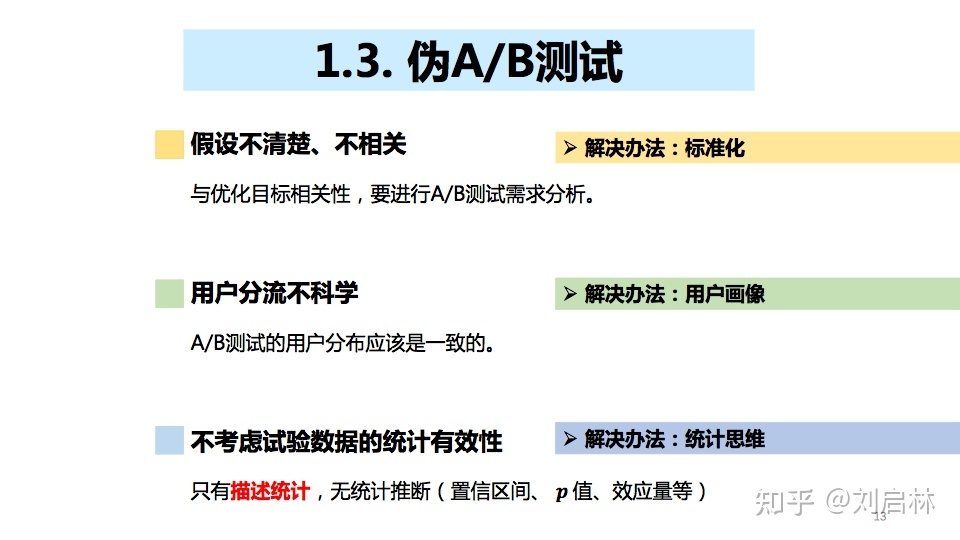 1.3. 伪A/B测试
假设不清楚、不相关
➢ 解决办法：标准化
与优化目标相关性，要进行A/B测试需求分析。
用户分流不科学
➢ 解决办法：用户画像
A/B测试的用户分布应该是一致的。
不考虑试验数据的统计有效性
➢ 解决办法：统计思维
只有描述统计，无统计推断（置信区间、 p 值、效应量等）
知乎 @刘启林
13